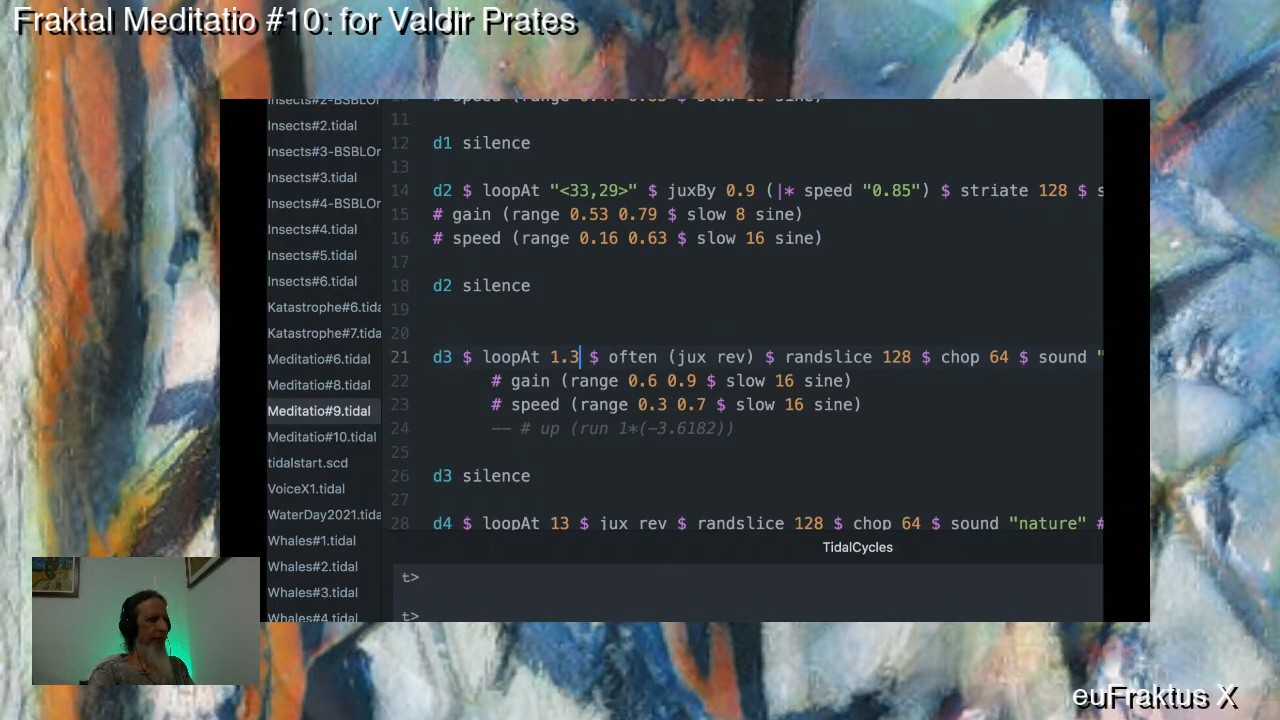 Fraktal Meditatio #10: for Valdir Prates
Insects#2-BSBLOr
Insects#2.tidal
Insects#3-BSBLOr
Insects#3.tidal
Insects#4-BSBLOr
Insects#4.tidal
Insects#5.tidal
Insects#6.tidal
Katastrophe#6.tida
Katastrophe#7.tida
Meditatio#6.tidal
Meditatio#8.tidal
Meditatio#9.tidal
Meditatio#10.tidal
tidalstart.scd
VoiceX1.tidal
WaterDay2021.tida
Whales#1.tidal
Whales#2.tidal
Whales#3.tidal
Whales#4.tidal
11
12 d1 silence
13
14 d2 $ loopAt "<33,29>" $ juxBy 0.9 (|* speed "0.85") $ striate 128 $ s
15 # gain (range 0.53 0.79 $ slow 8 sine)
16 # speed (range 0.16 0.63 $ slow 16 sine)
17
18 d2 silence
19
20
21 d3 $ loopAt 1.3 $ often (jux rev) $ randslice 128 $ chop 64 $ sound "
22 # gain (range 0.6 0.9 $ slow 16 sine)
23 # speed (range 0.3 0.7 $ slow 16 sine)
24 -- # up (run 1*(-3.6182))
25
26 d3 silence
27
28 d4 $ loopAt 13 $ jux rev $ randslice 128 $ chop 64 $ sound "nature" #
TidalCycles
t>
t>
euFraktus X